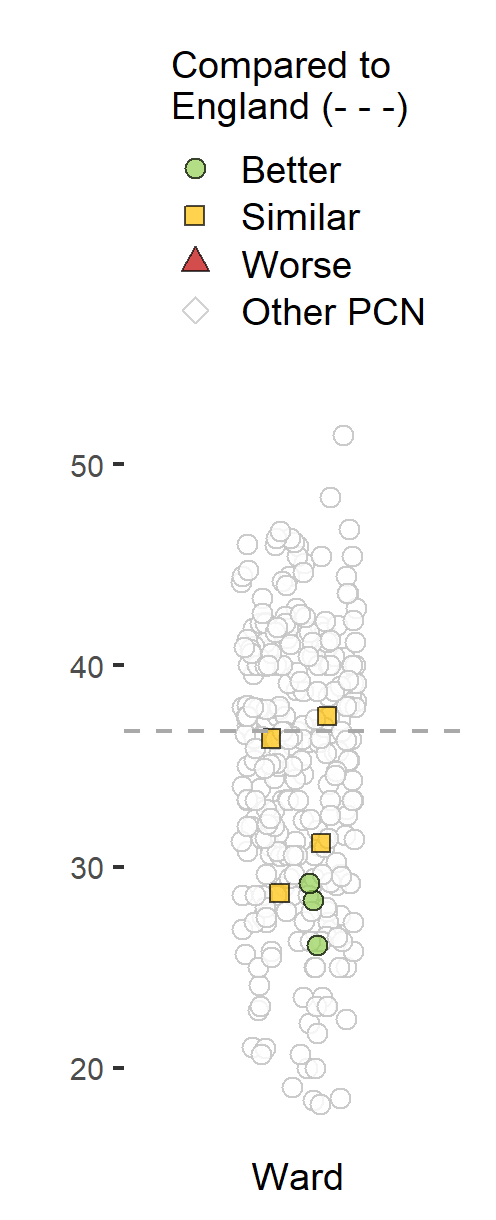 Compared to
England (- - -)
Better
Similar
Worse
Other PCN
50
40
30
20
Ward